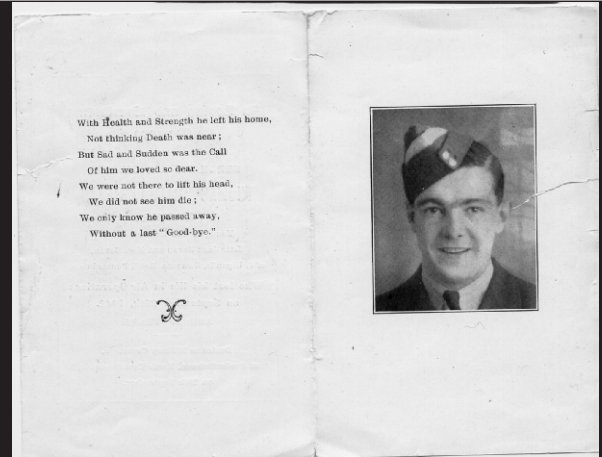 With Health and Strength he left his home,
Not thinking Death was near;
But Sad and Sudden was the Call
Of him we loved so dear.
We were not there to lift his head,
We did not see him die;
We only know he passed away,
Without a last "Good-bye."